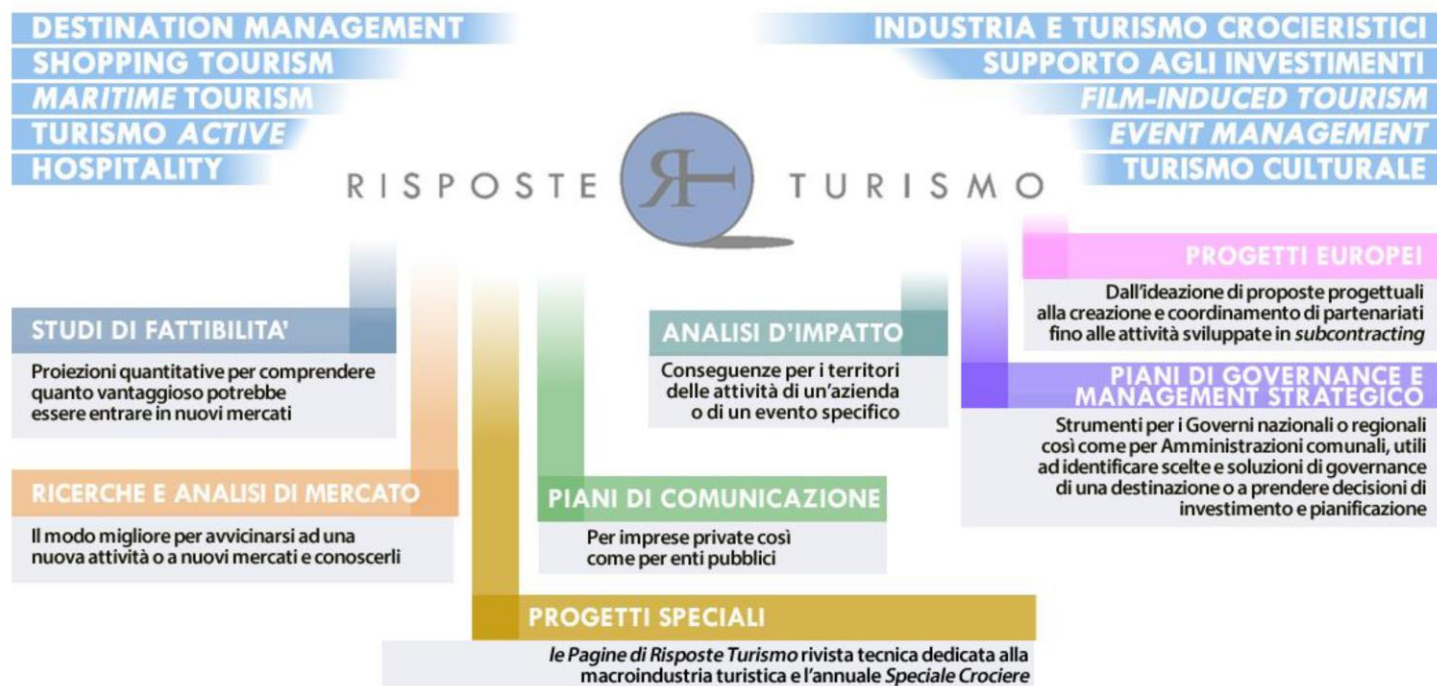 DESTINATION MANAGEMENT
SHOPPING TOURISM
MARITIME TOURISM
TURISMO ACTIVE
HOSPITALITY
INDUSTRIA E TURISMO CROCIERISTICI
SUPPORTO AGLI INVESTIMENTI
FILM-INDUCED TOURISM
EVENT MANAGEMENT
TURISMO CULTURALE
RISPOSTE RT TURISMO
STUDI DI FATTIBILITA'
Proiezioni quantitative per comprendere
quanto vantaggioso potrebbe
essere entrare in nuovi mercati
RICERCHE E ANALISI DI MERCATO
Il modo migliore per avvicinarsi ad una
nuova attività o a nuovi mercati e conoscerli
PIANI DI COMUNICAZIONE
Per imprese private così
come per enti pubblici
ANALISI D'IMPATTO
Conseguenze per i territori
delle attività di un'azienda
o di un evento specifico
PROGETTI EUROPEI
Dall'ideazione di proposte progettuali
alla creazione e coordinamento di partenariati
fino alle attività sviluppate in subcontracting
PIANI DI GOVERNANCE E
MANAGEMENT STRATEGICO
Strumenti per i Governi nazionali o regionali
così come per Amministrazioni comunali, utili
ad identificare scelte e soluzioni di governance
di una destinazione o a prendere decisioni di
investimento e pianificazione
PROGETTI SPECIALI
le Pagine di Risposte Turismo rivista tecnica dedicata alla
macroindustria turistica e l'annuale Speciale Crociere